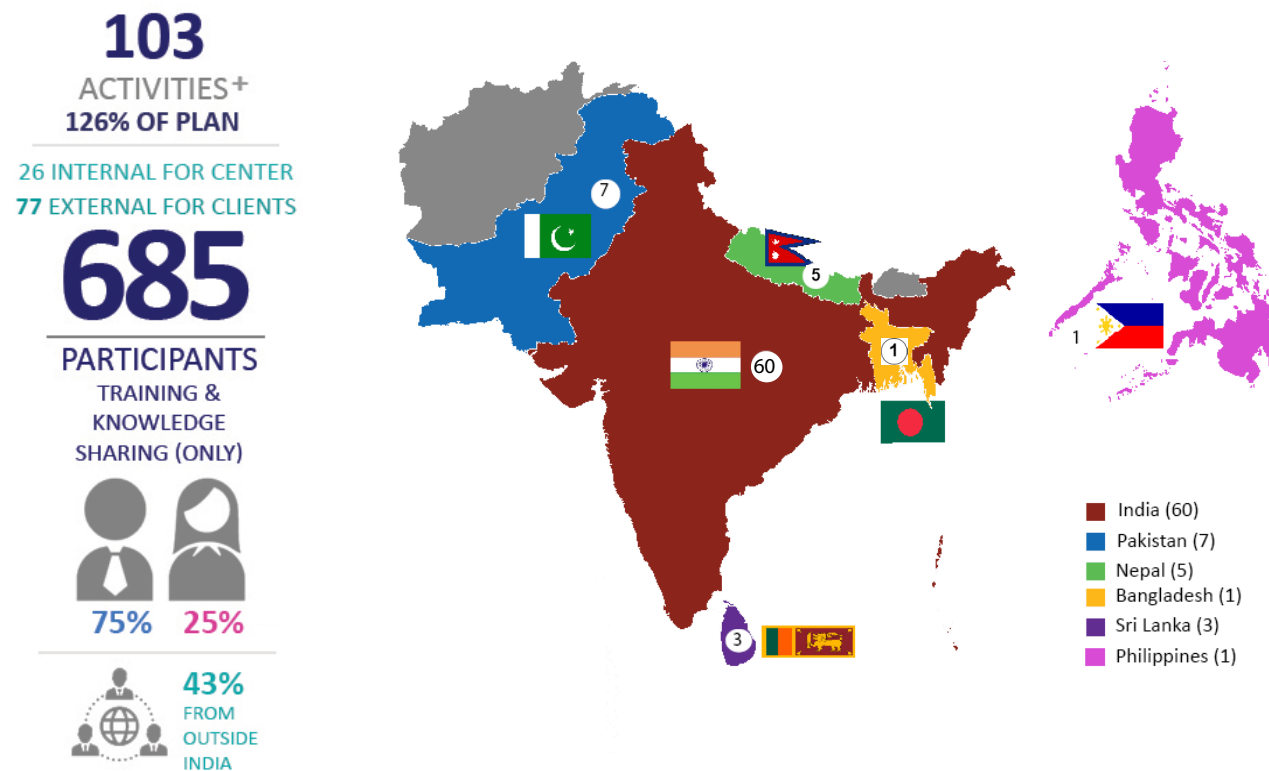 103
ACTIVITIES+
126% OF PLAN
26 INTERNAL FOR CENTER
77 EXTERNAL FOR CLIENTS
685
PARTICIPANTS
TRAINING &
KNOWLEDGE
SHARING (ONLY)
75% 25%
43%
FROM
OUTSIDE
INDIA
7
5
1
60
3
1
India (60)
Pakistan (7)
Nepal (5)
Bangladesh (1)
Sri Lanka (3)
Philippines (1)